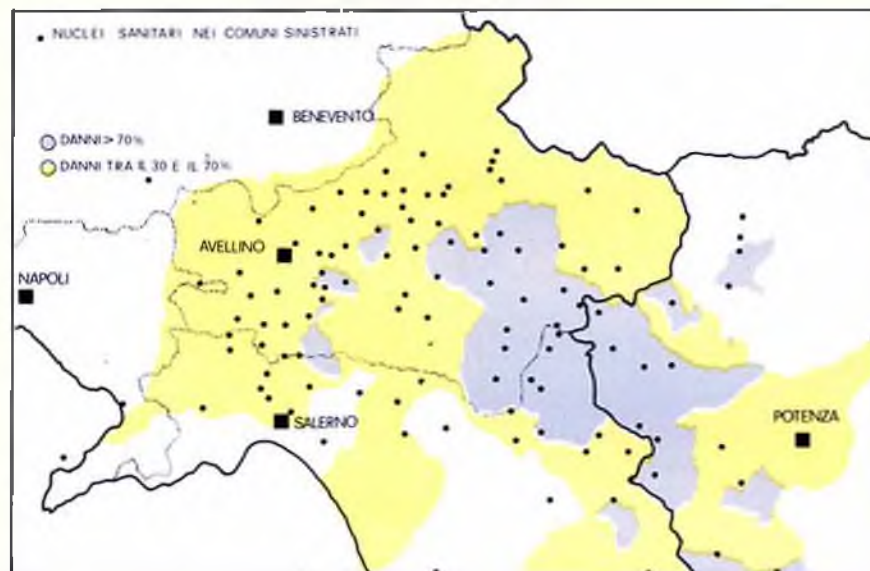 NUCLEI SANITARI NEI COMUNI SINISTRATI
BENEVENTO
DANNI > 70%
DANNI TRA IL 30 E IL 70%
AVELLINO
NAPOLI
SALERNO
POTENZA